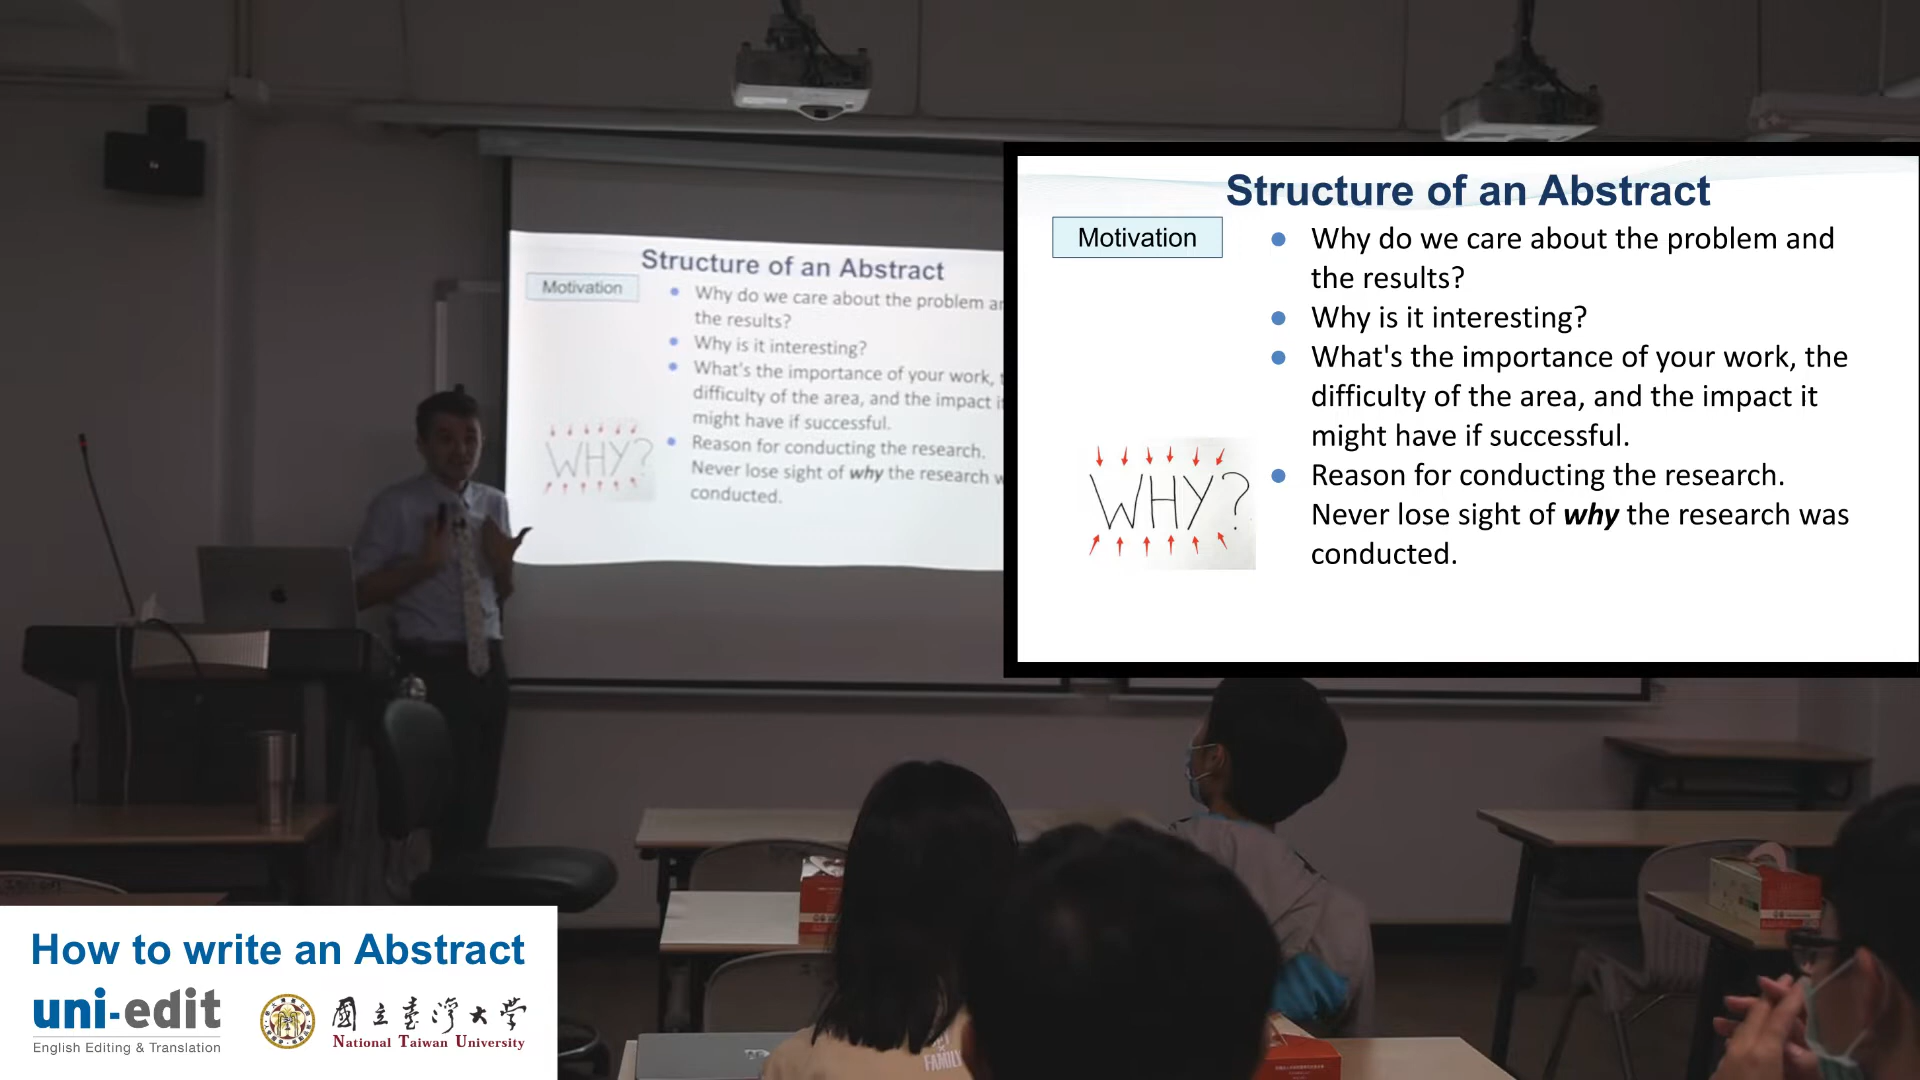 Structure of an Abstract
Motivation
Why do we care about the problem and
the results?
Why is it interesting?
What's the importance of your work, the
difficulty of the area, and the impact it
might have if successful.
Reason for conducting the research.
Never lose sight of why the research was
conducted.
WHY?
Structure of an Abstract
Motivation
Why do we care about the problem
the results?
Why is it interesting?
What's the importance of your work,
difficulty of the area, and the impact
might have if successful.
Reason for conducting the research.
Never lose sight of why the research
conducted.
WHY?
FAMILY
How to write an Abstract
uni-edit
English Editing & Translation
國立臺灣大學
National Taiwan University